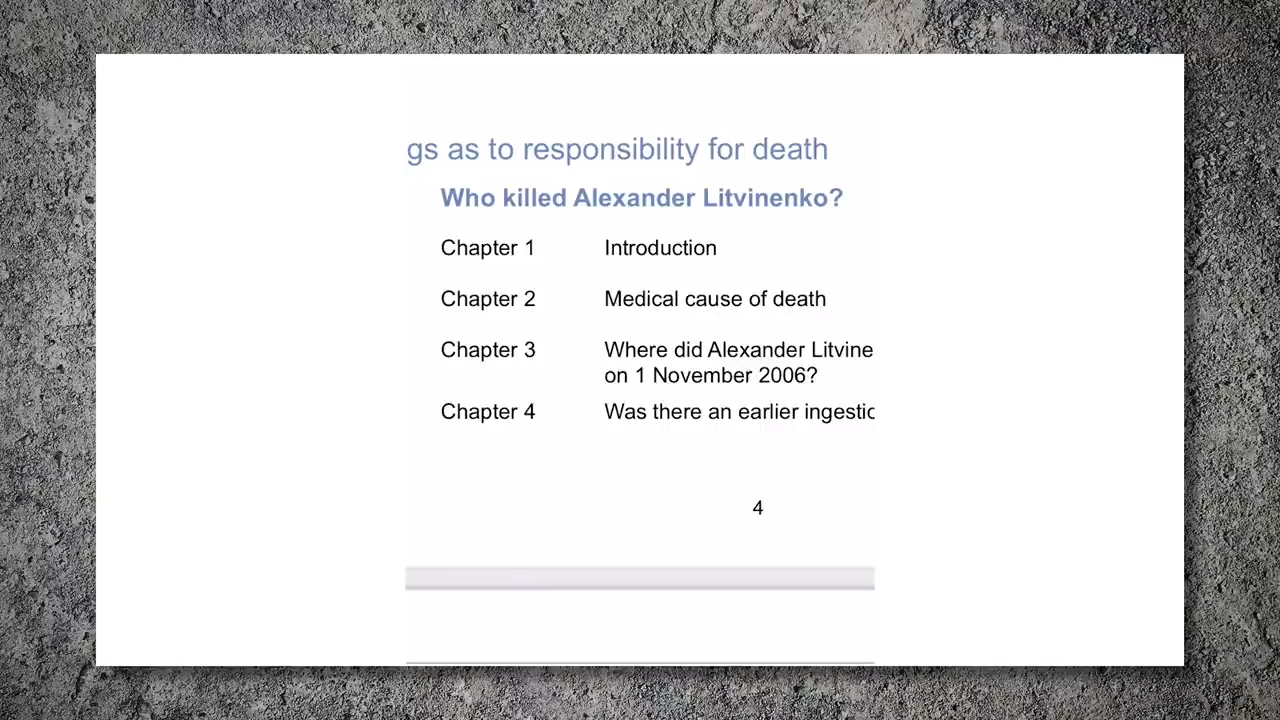 gs as to responsibility for death
Who killed Alexander Litvinenko?
Chapter 1 Introduction
Chapter 2 Medical cause of death
Chapter 3 Where did Alexander Litvine
on 1 November 2006?
Chapter 4 Was there an earlier ingestic
4